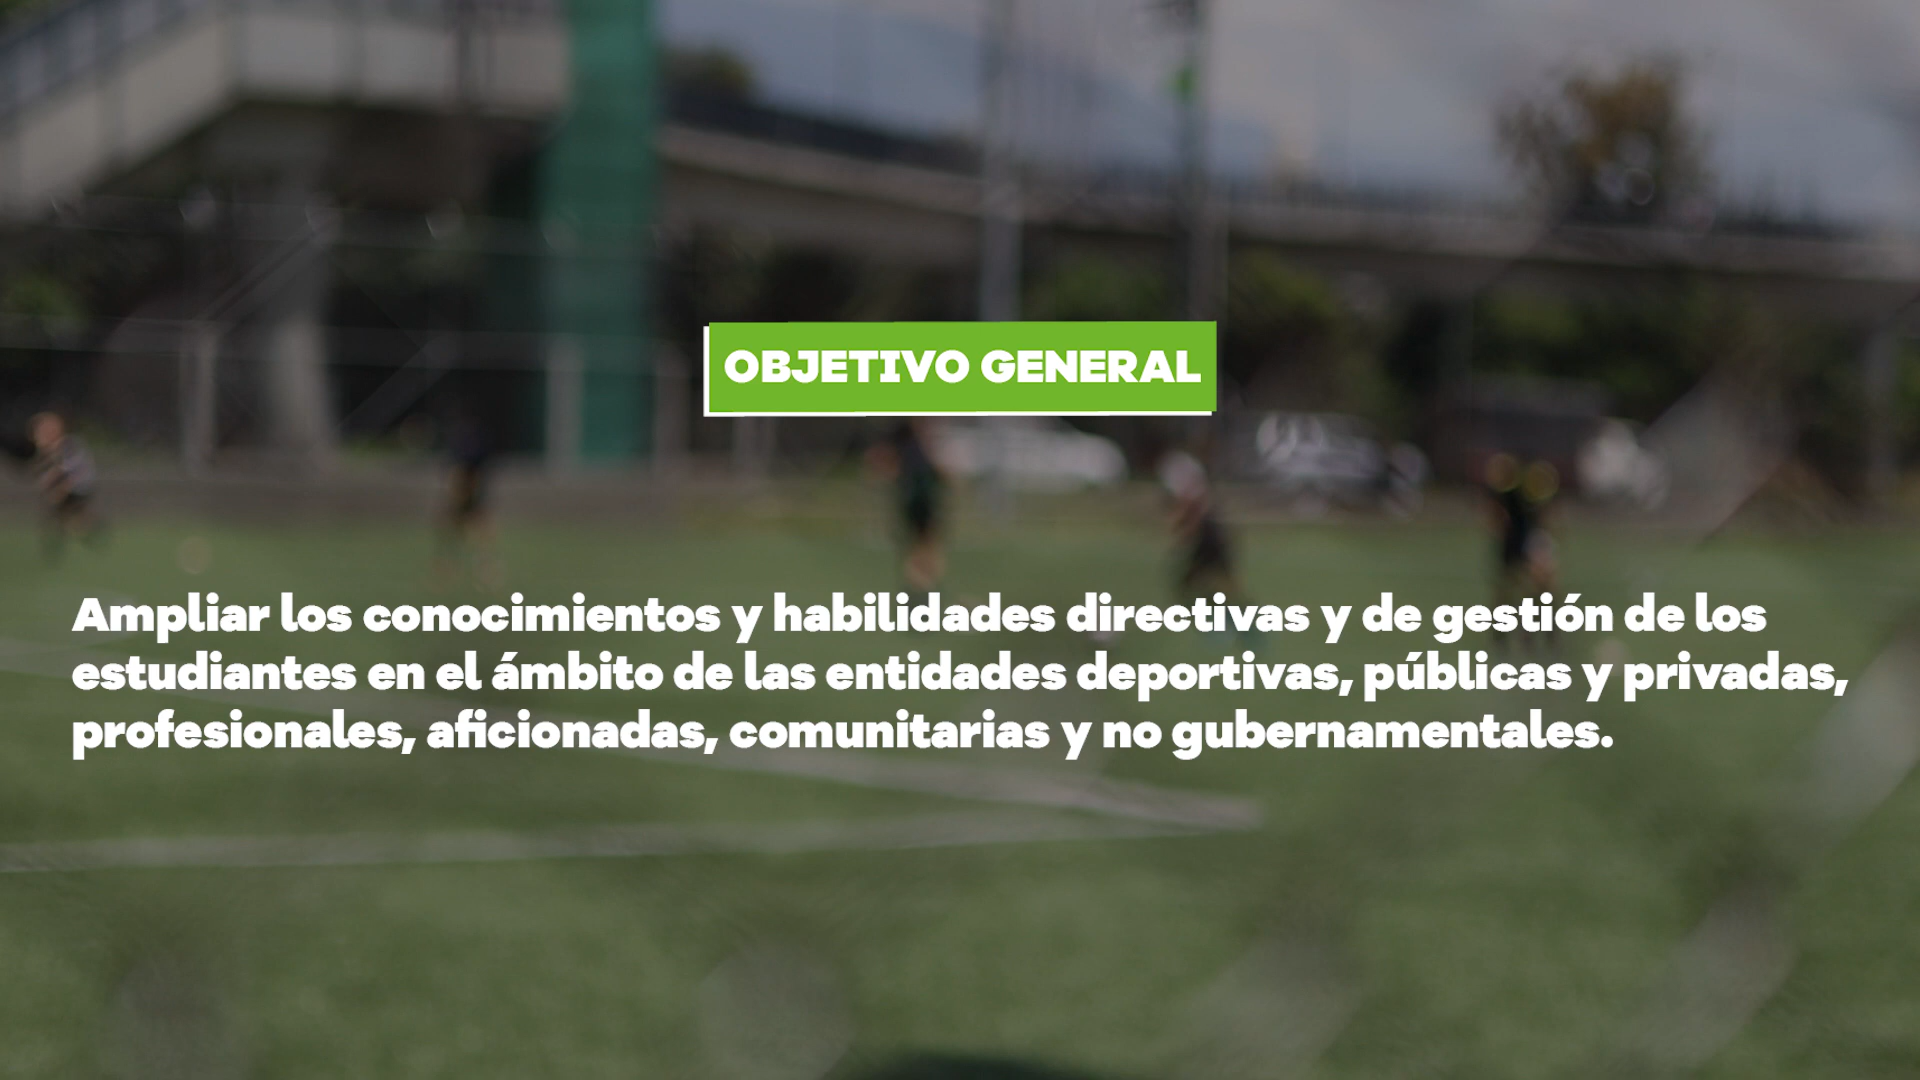 OBJETIVO GENERAL
Ampliar los conocimientos y habilidades directivas y de gestión de los
estudiantes en el ámbito de las entidades deportivas, públicas y privadas,
profesionales, aficionadas, comunitarias y no gubernamentales.